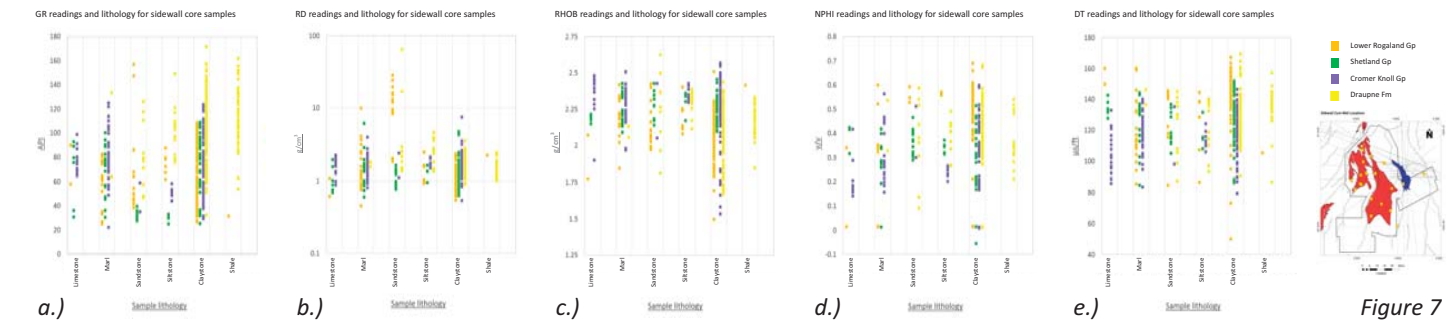 GR readings and lithology for sidewall core samples
180
160
140
120
100
80
60
40
20
0
API
Limestone
Marl
Sandstone
Siltstone
Claystone
Shale
Sample lithology
a.)
RD readings and lithology for sidewall core samples
100
10
1
0.1
g/cm³
Limestone
Marl
Sandstone
Siltstone
Claystone
Shale
Sample lithology
b.)
RHOB readings and lithology for sidewall core samples
2.75
2.5
2.25
2
1.75
1.5
1.25
g/cm³
Limestone
Marl
Sandstone
Siltstone
Claystone
Shale
Sample lithology
c.)
NPHI readings and lithology for sidewall core samples
0.8
0.7
0.6
0.5
0.4
0.3
0.2
0.1
0
-0.1
v/v
Limestone
Marl
Sandstone
Siltstone
Claystone
Shale
Sample lithology
d.)
DT readings and lithology for sidewall core samples
180
160
140
120
100
80
60
40
µs/ft
Limestone
Marl
Sandstone
Siltstone
Claystone
Shale
Sample lithology
e.)
Lower Rogaland Gp
Shetland Gp
Cromer Knoll Gp
Draupne Fm
Sidewall Core Well Locations
N
Figure 7